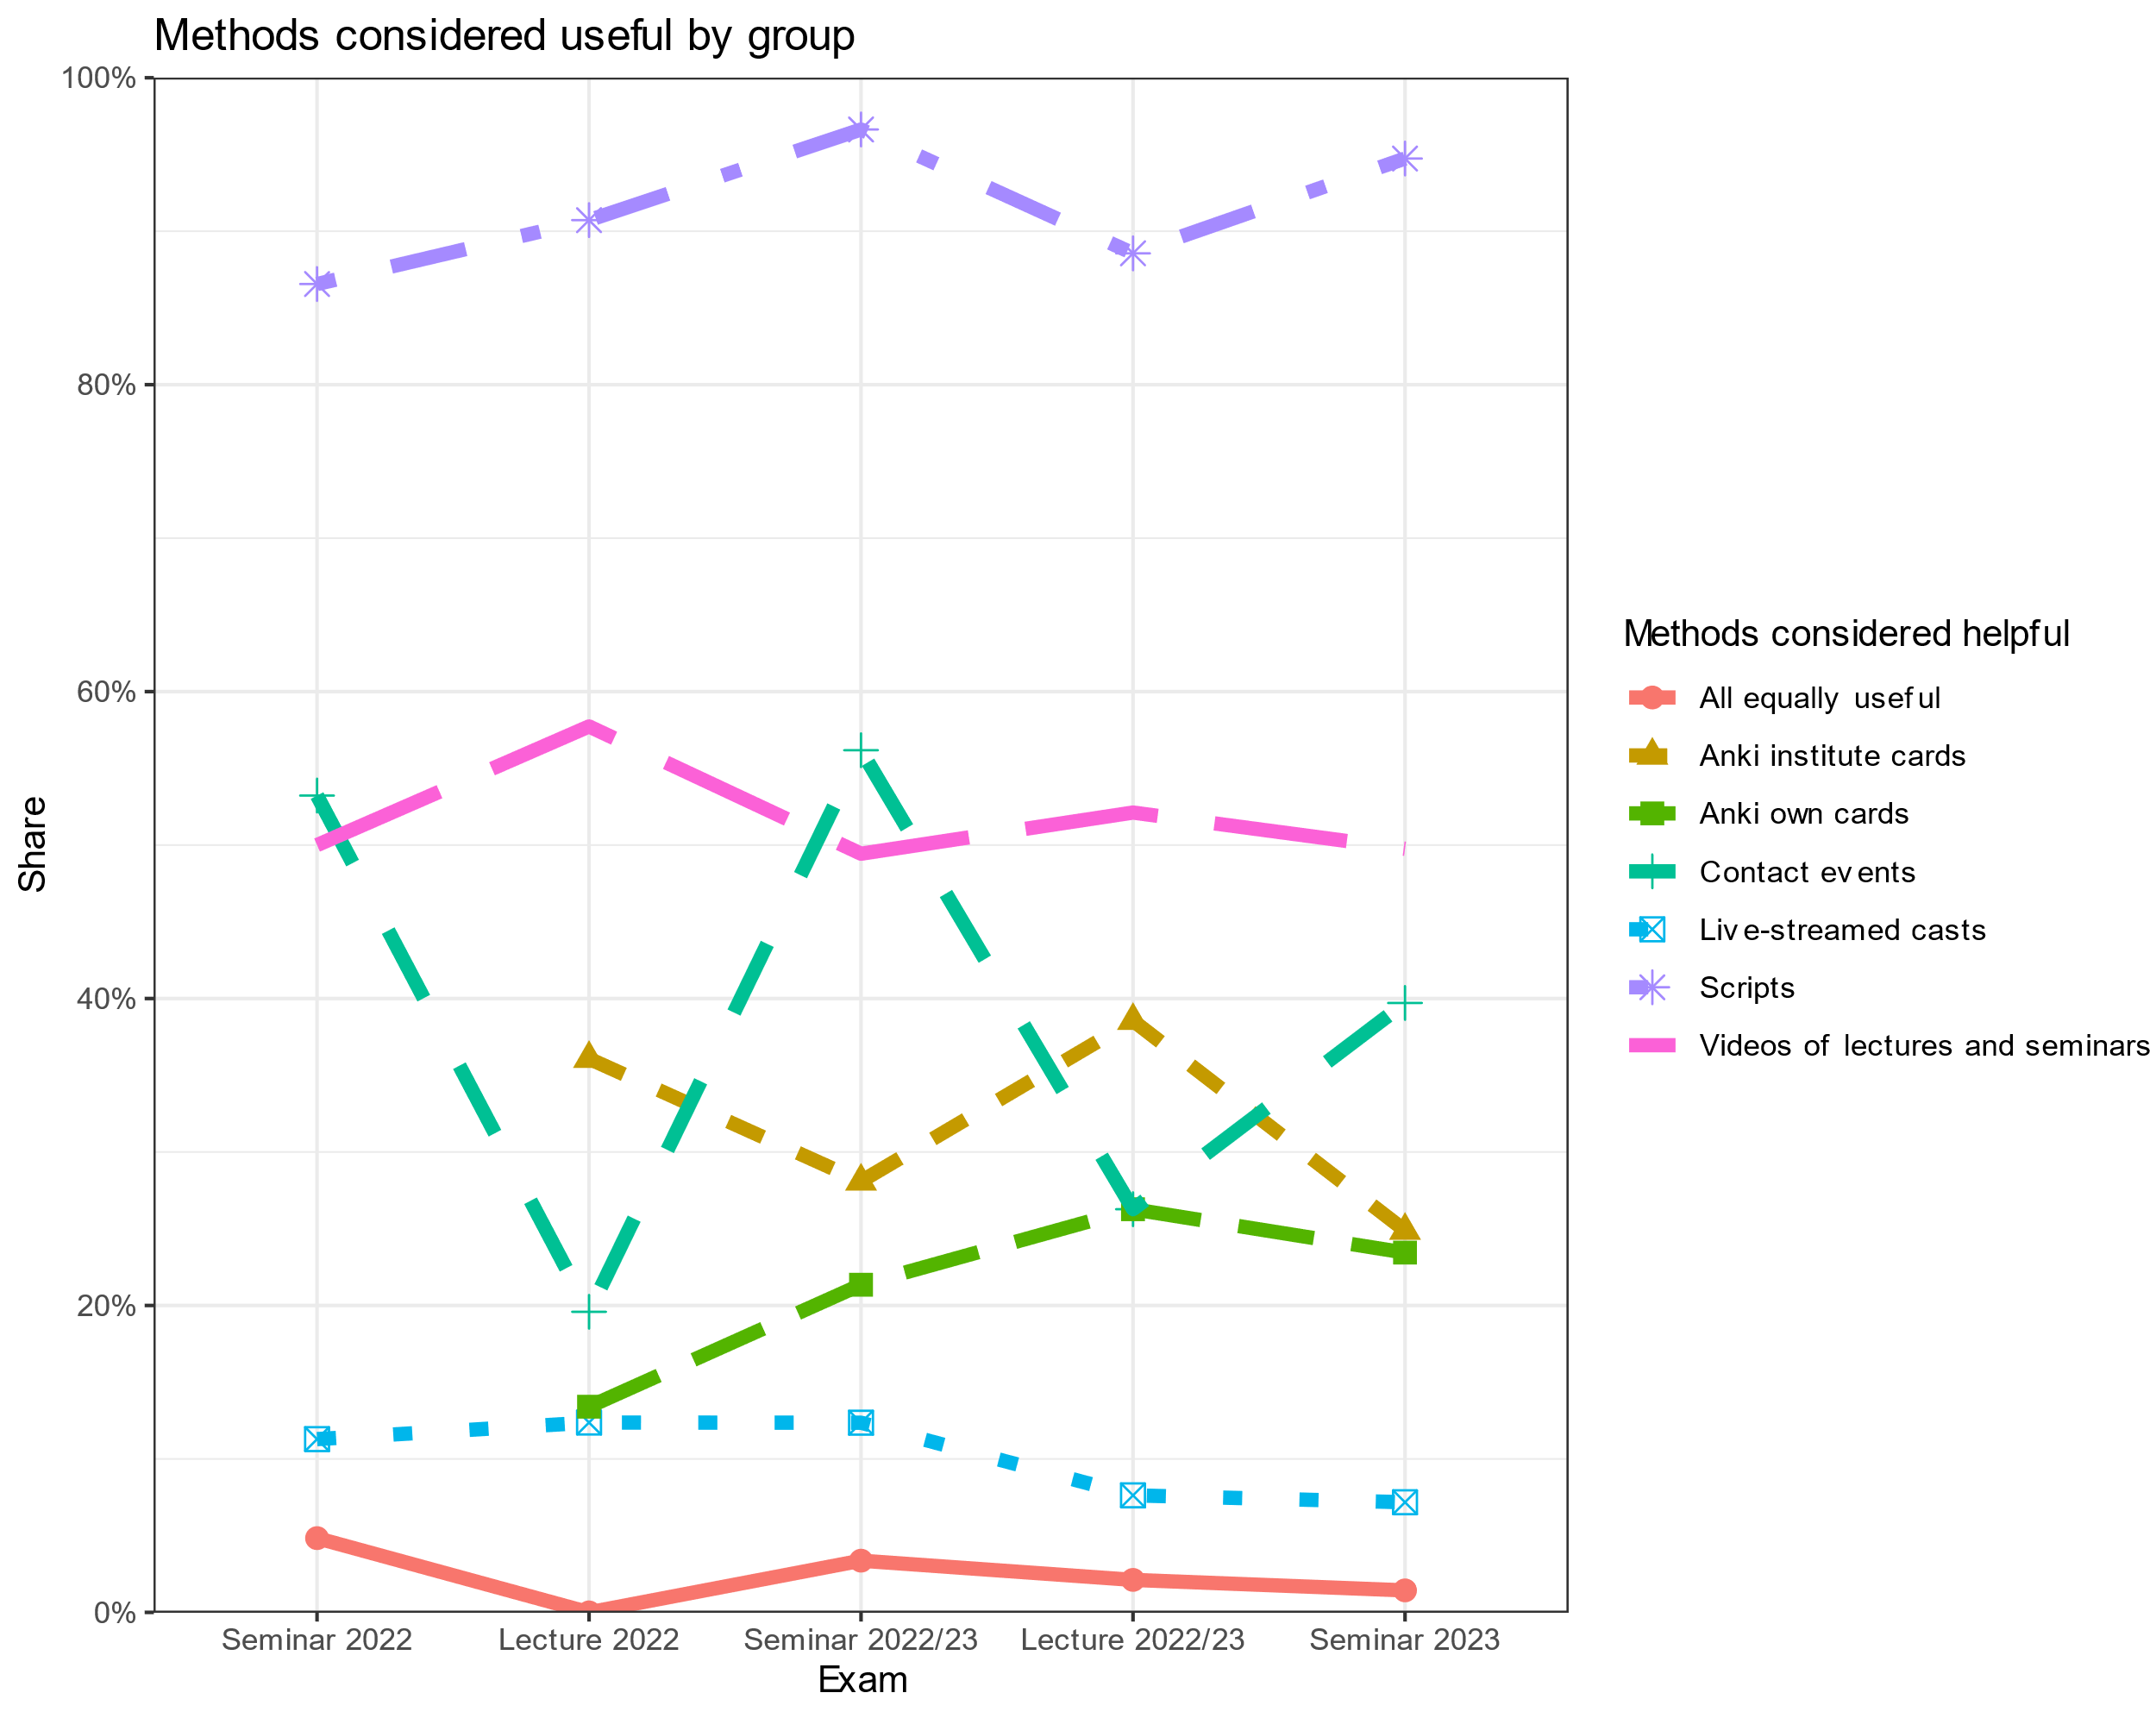 Methods considered useful by group
100%
80%
60%
40%
20%
0%
Share
Seminar 2022
Lecture 2022
Seminar 2022/23
Lecture 2022/23
Seminar 2023
Exam
Methods considered helpful
All equally useful
Anki institute cards
Anki own cards
Contact events
Live-streamed casts
Scripts
Videos of lectures and seminars